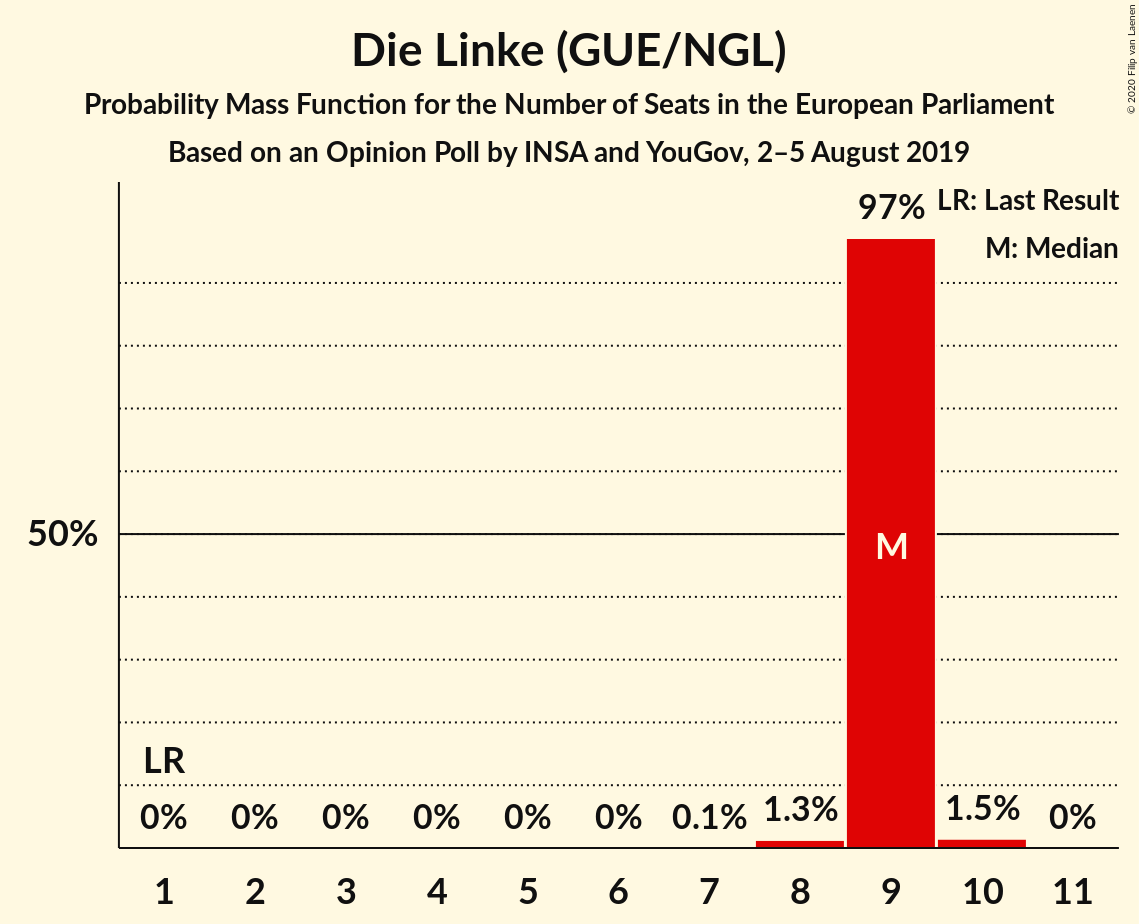 Die Linke (GUE/NGL)
Probability Mass Function for the Number of Seats in the European Parliament
Based on an Opinion Poll by INSA and YouGov, 2–5 August 2019
© 2020 Filip van Laenen
LR: Last Result
M: Median
97%
50%
M
LR
0% 0% 0% 0% 0% 0% 0.1% 1.3% 1.5% 0%
1 2 3 4 5 6 7 8 9 10 11